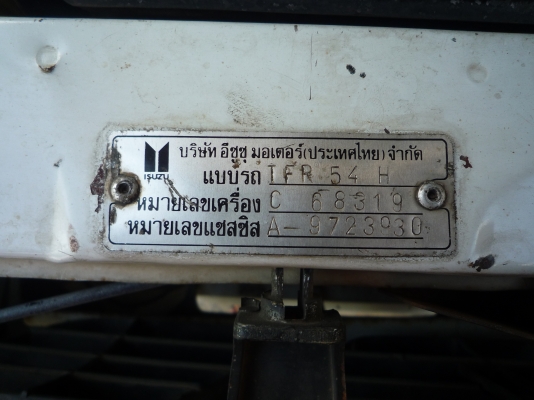 บริษัท อีซูซุ มอเตอร์(ประเทศไทย) จำกัด
ISUZU
แบบรถ TFR 54 H
หมายเลขเครื่อง C 68319
หมายเลขแชสซิส A-9723930